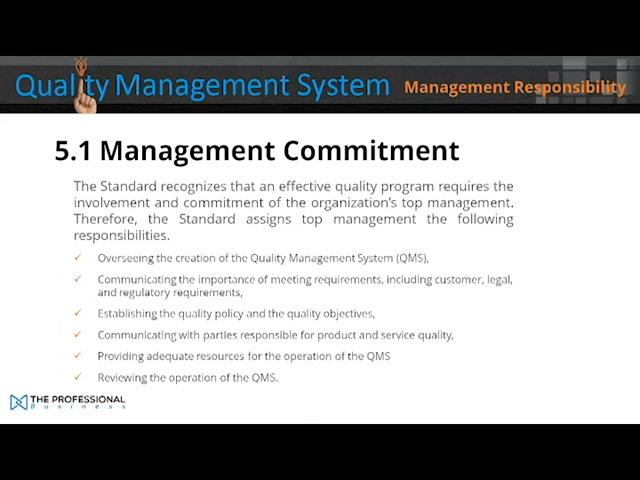 Quality Management System Management Responsibility
5.1 Management Commitment
The Standard recognizes that an effective quality program requires the
involvement and commitment of the organization's top management.
Therefore, the Standard assigns top management the following
responsibilities.
✓ Overseeing the creation of the Quality Management System (QMS),
✓ Communicating the importance of meeting requirements, including customer, legal,
and regulatory requirements,
✓ Establishing the quality policy and the quality objectives,
✓ Communicating with parties responsible for product and service quality,
✓ Providing adequate resources for the operation of the QMS
✓ Reviewing the operation of the QMS.
THE PROFESSIONAL
Business